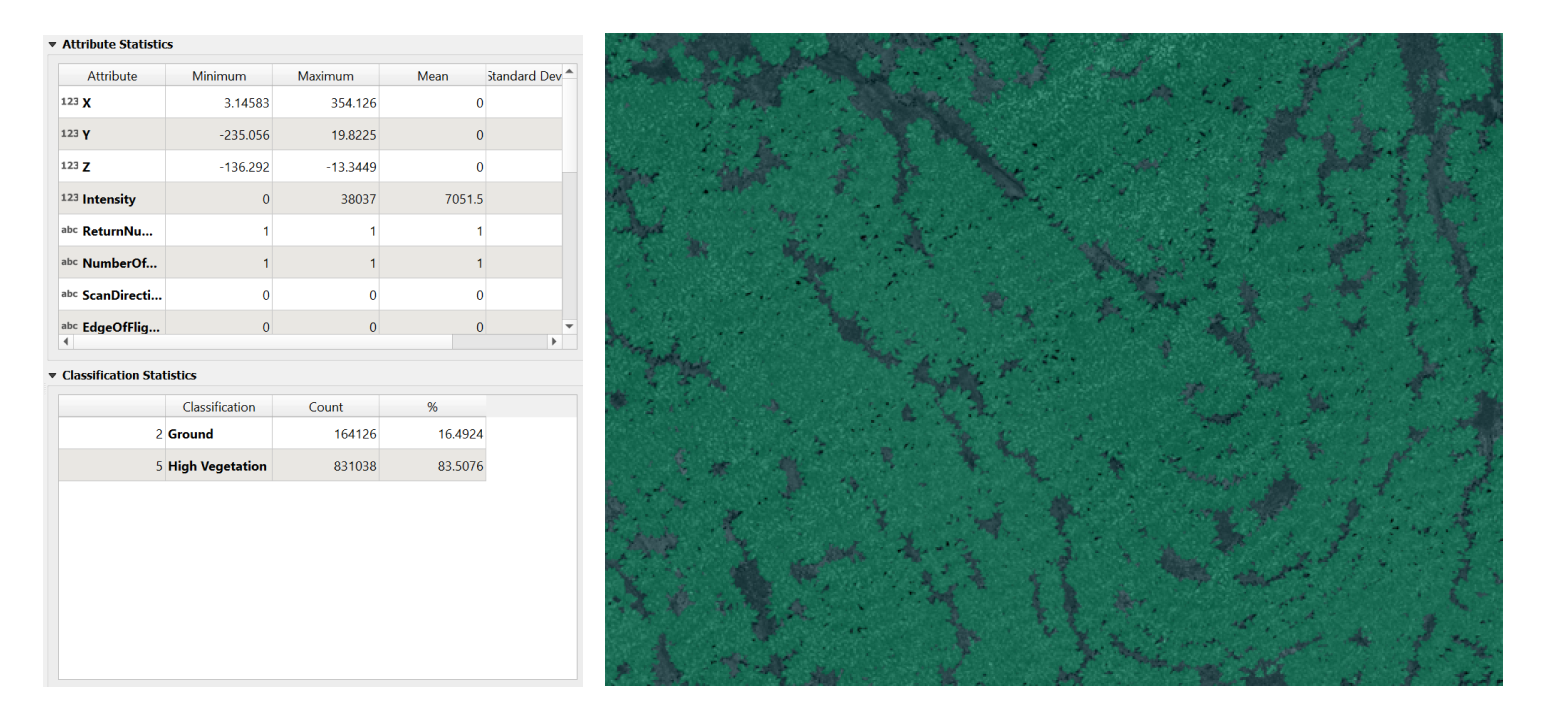 Attribute Statistics
Attribute Minimum Maximum Mean Standard Dev
123 X 3.14583 354.126 0
123 Y -235.056 19.8225 0
123 Z -136.292 -13.3449 0
123 Intensity 0 38037 7051.5
abc ReturnNu... 1 1 1
abc NumberOf... 1 1 1
abc ScanDirecti... 0 0 0
abc EdgeOfFlig... 0 0 0
Classification Statistics
Classification Count %
2 Ground 164126 16.4924
5 High Vegetation 831038 83.5076